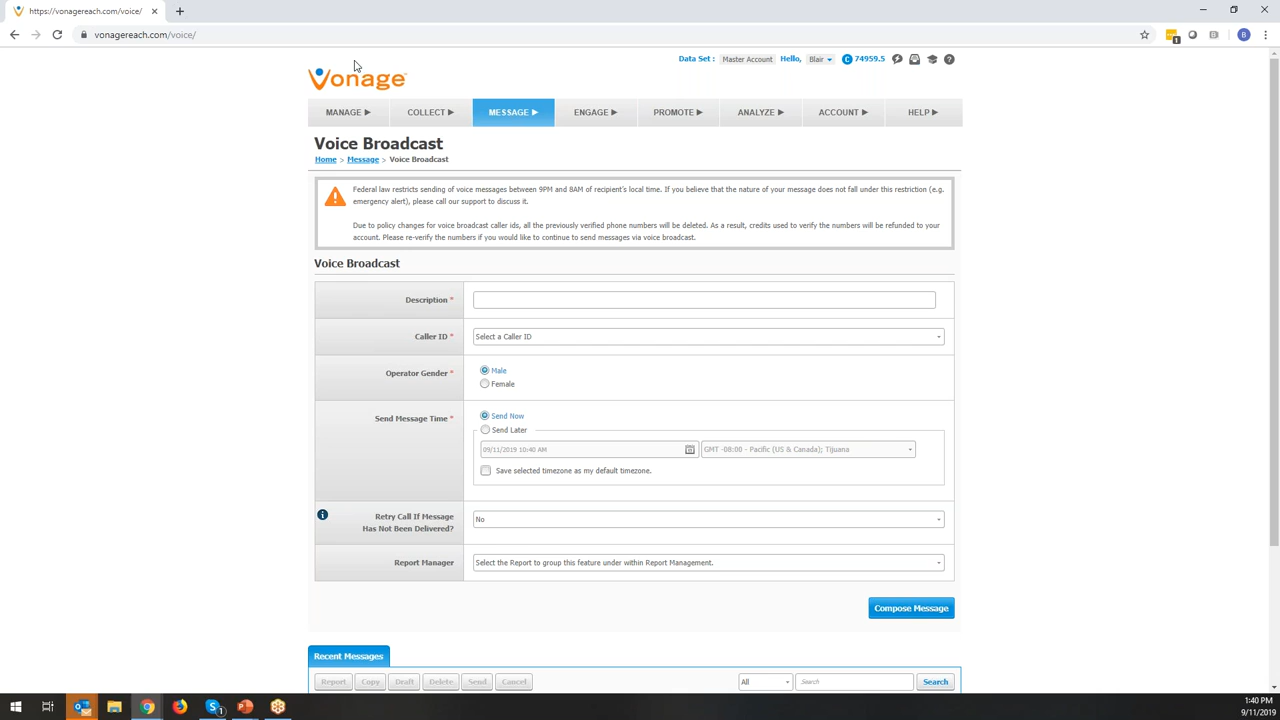 https://vonagereach.com/voice/
vonagereach.com/voice/
1
B
Data Set : Master Account Hello, Blair C 74959.5
Vonage
MANAGE COLLECT MESSAGE ENGAGE PROMOTE ANALYZE ACCOUNT HELP
Voice Broadcast
Home > Message > Voice Broadcast
Federal law restricts sending of voice messages between 9PM and 8AM of recipient's local time. If you believe that the nature of your message does not fall under this restriction (e.g.
emergency alert), please call our support to discuss it.
Due to policy changes for voice broadcast caller ids, all the previously verified phone numbers will be deleted. As a result, credits used to verify the numbers will be refunded to your
account. Please re-verify the numbers if you would like to continue to send messages via voice broadcast.
Voice Broadcast
Description *
Caller ID * Select a Caller ID
Operator Gender * Male
Female
Send Message Time * Send Now
Send Later
09/11/2019 10:40 AM GMT -08:00 - Pacific (US & Canada); Tijuana
Save selected timezone as my default timezone.
Retry Call If Message
Has Not Been Delivered? No
Report Manager Select the Report to group this feature under within Report Management.
Compose Message
Recent Messages
Report Copy Draft Delete Send Cancel All Search Search
1:40 PM
9/11/2019